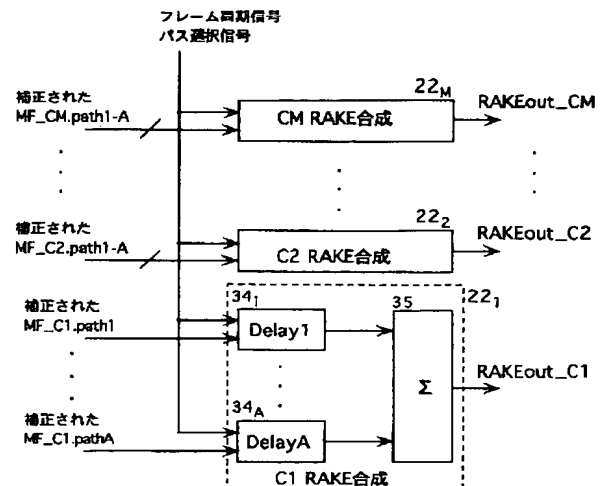 フレーム同期信号
パス選択信号
補正された
MF_CM.path1-A
22M
CM RAKE合成
RAKEout_CM
補正された
MF_C2.path1-A
222
C2 RAKE合成
RAKEout_C2
補正された
MF_C1.path1
341
Delay1
35
221
Σ
RAKEout_C1
補正された
MF_C1.pathA
34A
DelayA
C1 RAKE合成